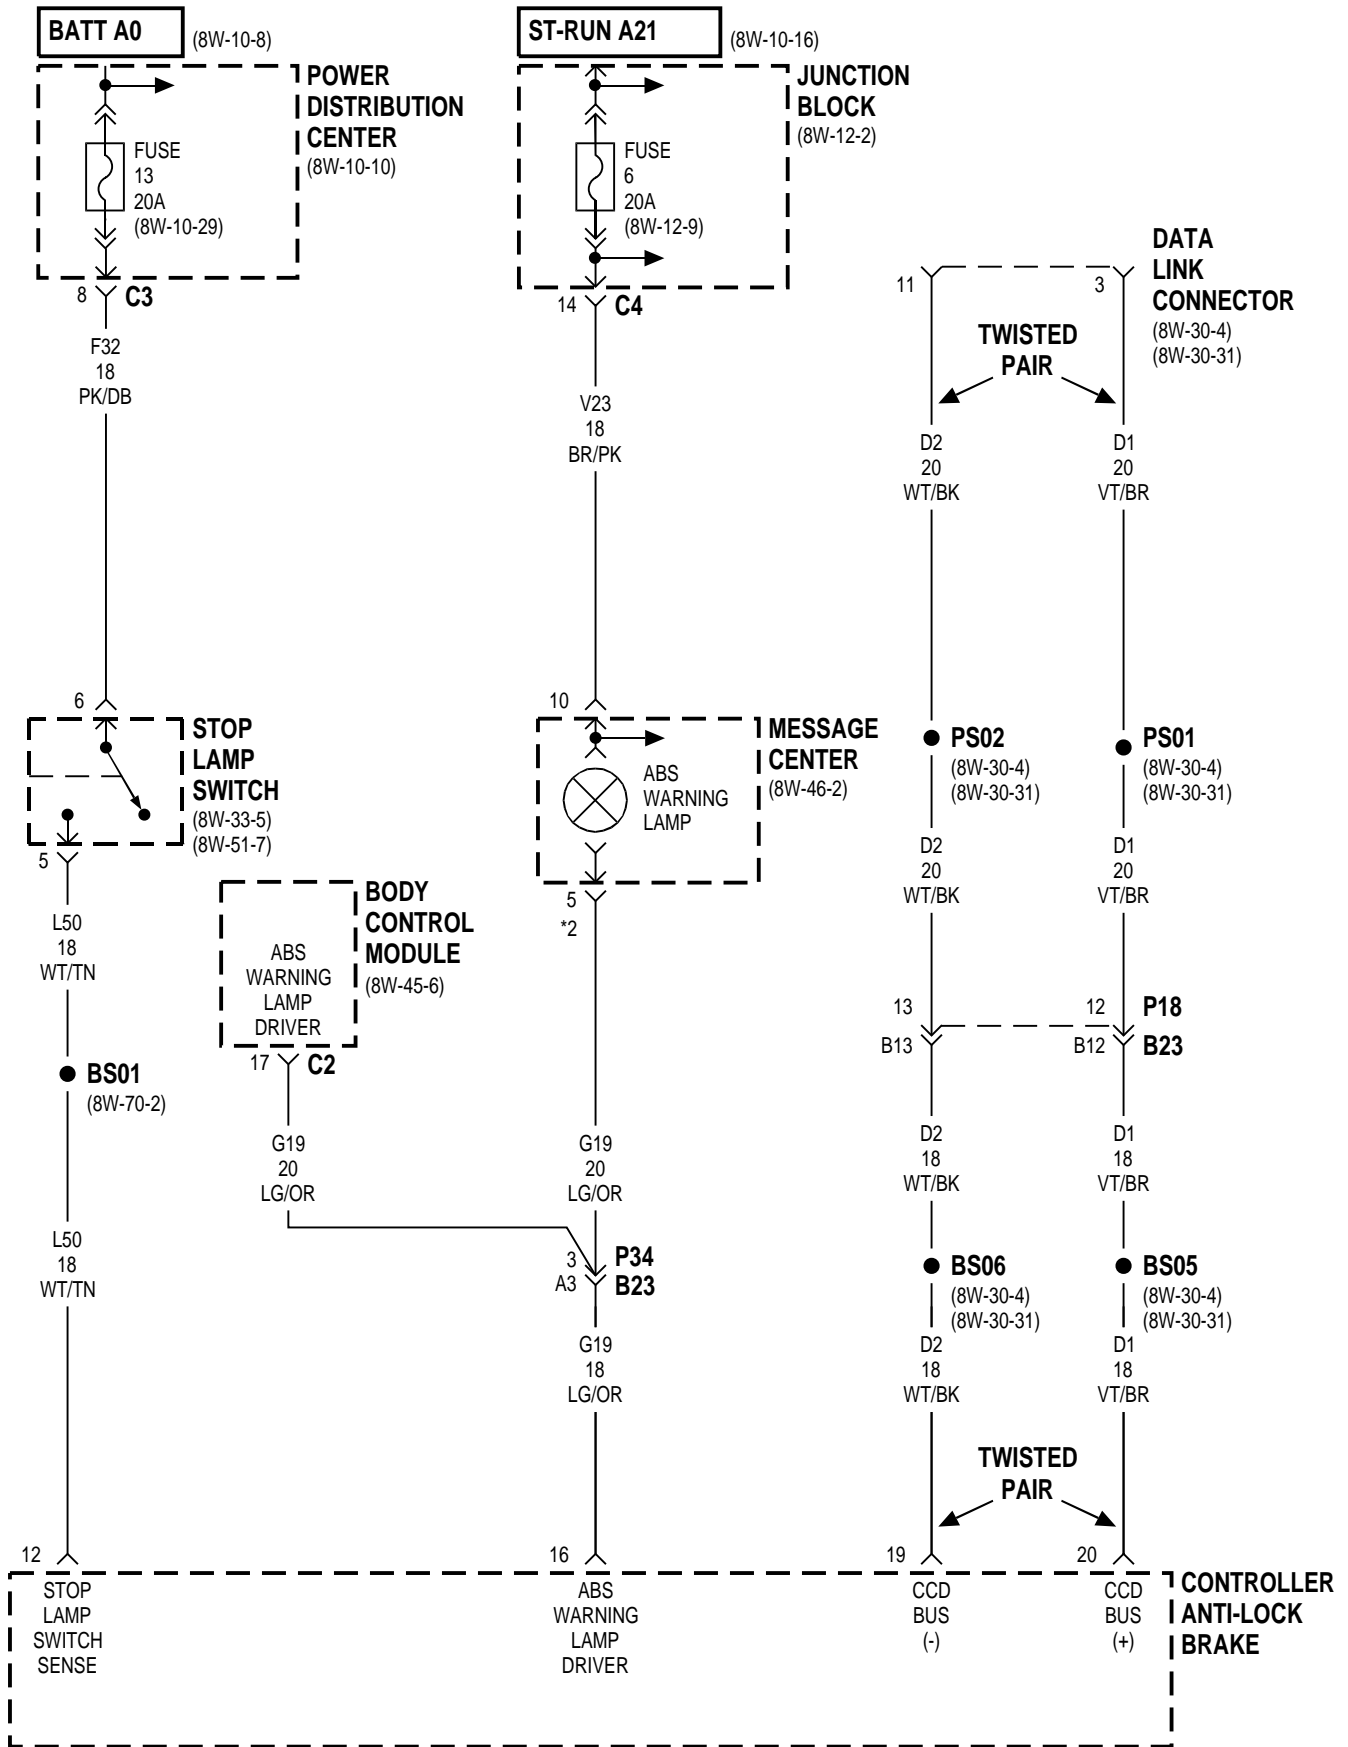 BATT A0
(8W-10-8)
ST-RUN A21
(8W-10-16)
POWER
DISTRIBUTION
CENTER
(8W-10-10)
FUSE
13
20A
(8W-10-29)
8
C3
F32
18
PK/DB
JUNCTION
BLOCK
(8W-12-2)
FUSE
6
20A
(8W-12-9)
14
C4
V23
18
BR/PK
DATA
LINK
CONNECTOR
(8W-30-4)
(8W-30-31)
11
3
TWISTED
PAIR
D2
20
WT/BK
D1
20
VT/BR
6
STOP
LAMP
SWITCH
(8W-33-5)
(8W-51-7)
5
L50
18
WT/TN
BS01
(8W-70-2)
L50
18
WT/TN
10
MESSAGE
CENTER
(8W-46-2)
ABS
WARNING
LAMP
5
*2
BODY
CONTROL
MODULE
(8W-45-6)
ABS
WARNING
LAMP
DRIVER
17
C2
G19
20
LG/OR
G19
20
LG/OR
3
P34
A3
B23
G19
18
LG/OR
PS02
(8W-30-4)
(8W-30-31)
PS01
(8W-30-4)
(8W-30-31)
D2
20
WT/BK
D1
20
VT/BR
13
12
P18
B13
B12
B23
D2
18
WT/BK
D1
18
VT/BR
BS06
(8W-30-4)
(8W-30-31)
BS05
(8W-30-4)
(8W-30-31)
D2
18
WT/BK
D1
18
VT/BR
TWISTED
PAIR
12
16
19
20
STOP
LAMP
SWITCH
SENSE
ABS
WARNING
LAMP
DRIVER
CCD
BUS
(-)
CCD
BUS
(+)
CONTROLLER
ANTI-LOCK
BRAKE